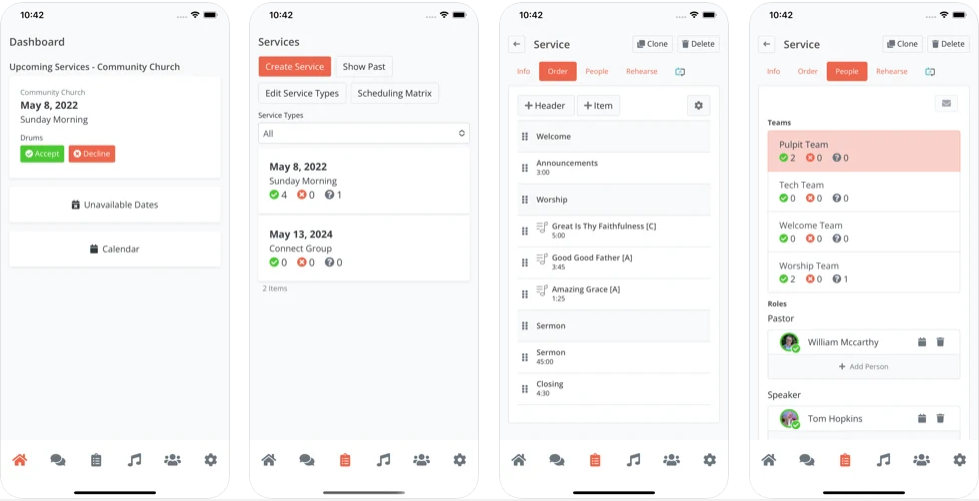 10:42
Dashboard
Upcoming Services - Community Church
Community Church
May 8, 2022
Sunday Morning
Drums
Accept
Decline
Unavailable Dates
Calendar
10:42
Services
Create Service
Show Past
Edit Service Types
Scheduling Matrix
Service Types
All
May 8, 2022
Sunday Morning
4 0 1
May 13, 2024
Connect Group
0 0 0
2 Items
10:42
Service
Clone
Delete
Info Order People Rehearse
+ Header
+ Item
Welcome
Announcements
3:00
Worship
Great Is Thy Faithfulness [C]
5:00
Good Good Father [A]
3:45
Amazing Grace [A]
1:25
Sermon
Sermon
45:00
Closing
4:30
10:42
Service
Clone
Delete
Info Order People Rehearse
Teams
Pulpit Team
2 0 0
Tech Team
0 0 0
Welcome Team
0 0 0
Worship Team
2 0 1
Roles
Pastor
William Mccarthy
+ Add Person
Speaker
Tom Hopkins